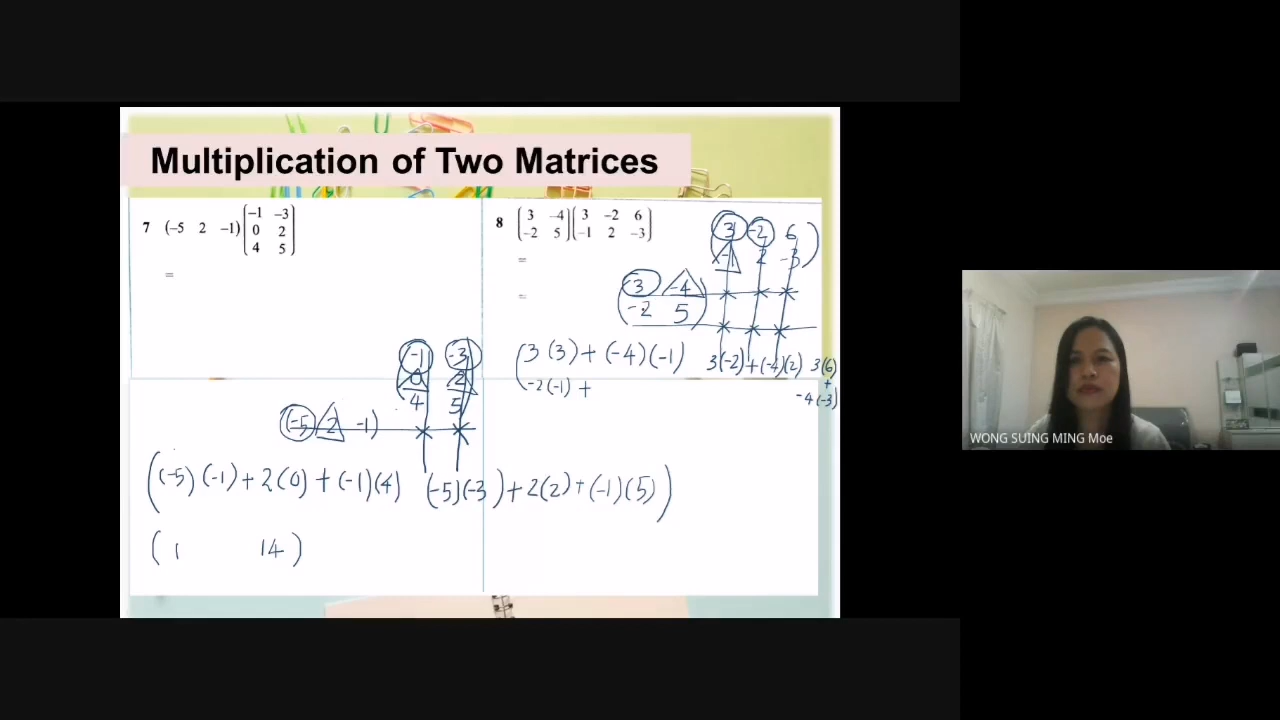 Multiplication of Two Matrices
7 (-5 2 -1) (-1 -3
0 2
4 5)
=
8 (3 -4
-2 5) (3 -2 6
-1 2 -3)
=
=
3 -2 6
-1 2 -3)
(3 -4
-2 5)
(3(3)+(-4)(-1) 3(-2)+(-4)(2) 3(6)
+
-4(-3)
-2(-1)+
(-1 -3)
0 2
4 5
(-5 2 -1)
((-5)(-1)+2(0)+(-1)(4) (-5)(-3)+2(2)+(-1)(5))
(1 14)
WONG SUING MING Moe